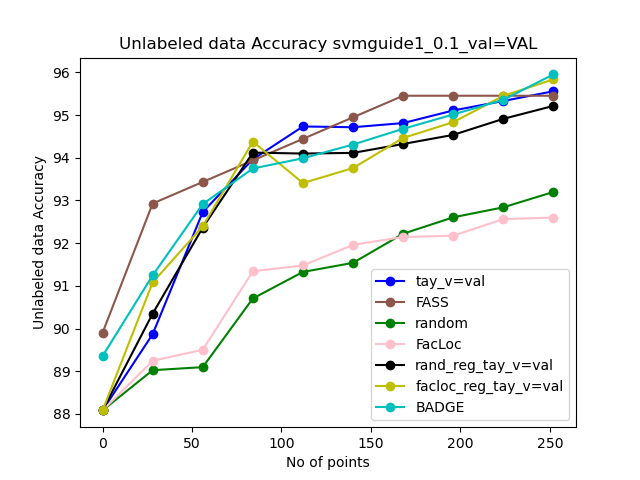 Unlabeled data Accuracy svmguide1_0.1_val=VAL
96
95
94
93
92
91
90
89
88
Unlabeled data Accuracy
0
50
100
150
200
250
No of points
tay_v=val
FASS
random
FacLoc
rand_reg_tay_v=val
facloc_reg_tay_v=val
BADGE